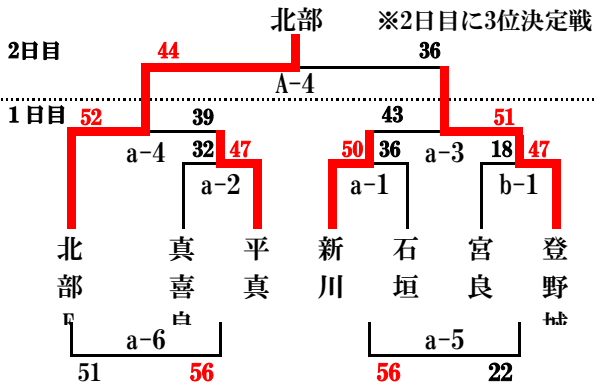 北部 ※2日目に3位決定戦
2日目 44 36
A-4
1日目 52 39 43 51
a-4 32 47 50 36 a-3 18 47
a-2 a-1 b-1
北部 真喜 平真 新川 石垣 宮良 登野城
a-6 a-5
51 56 56 22